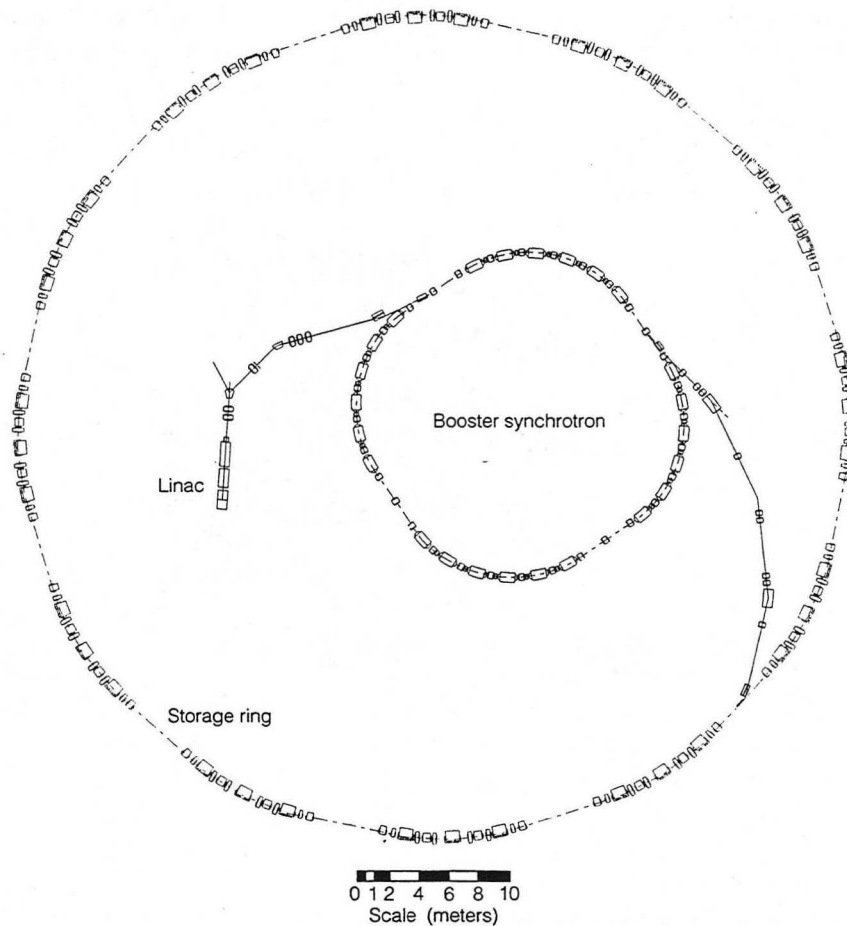 Booster synchrotron
Linac
Storage ring
0 1 2 4 6 8 10
Scale (meters)